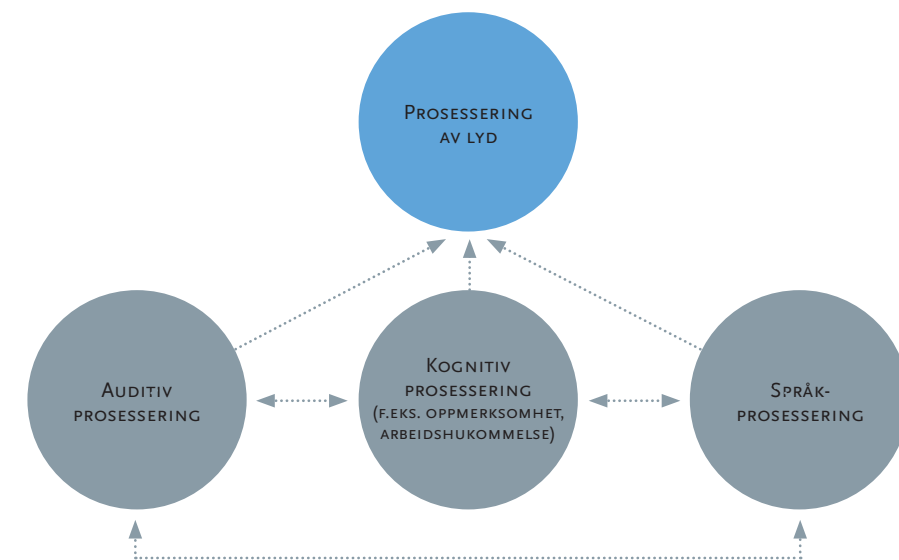 Prosessering
av lyd
Auditiv
prosessering
Kognitiv
prosessering
(f.eks. oppmerksomhet,
arbeidshukommelse)
Språk-
prosessering